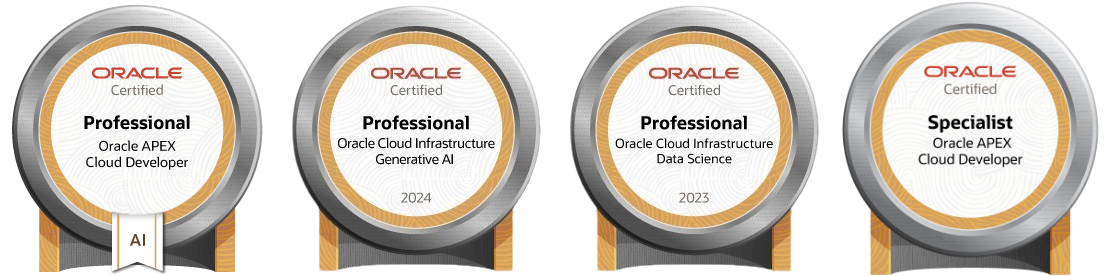 ORACLE
Certified
Professional
Oracle APEX
Cloud Developer
AI
ORACLE
Certified
Professional
Oracle Cloud Infrastructure
Generative AI
2024
ORACLE
Certified
Professional
Oracle Cloud Infrastructure
Data Science
2023
ORACLE
Certified
Specialist
Oracle APEX
Cloud Developer